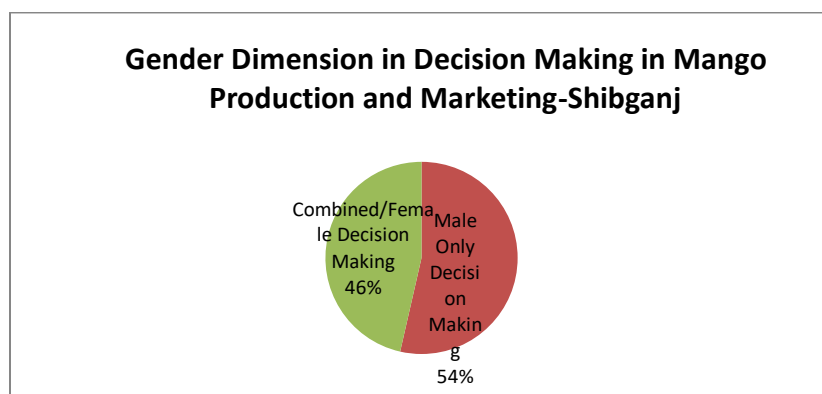 Gender Dimension in Decision Making in Mango
Production and Marketing-Shibganj
Combined/Fema
le Decision
Making
46%
Male
Only
Decisi
on
Makin
g
54%